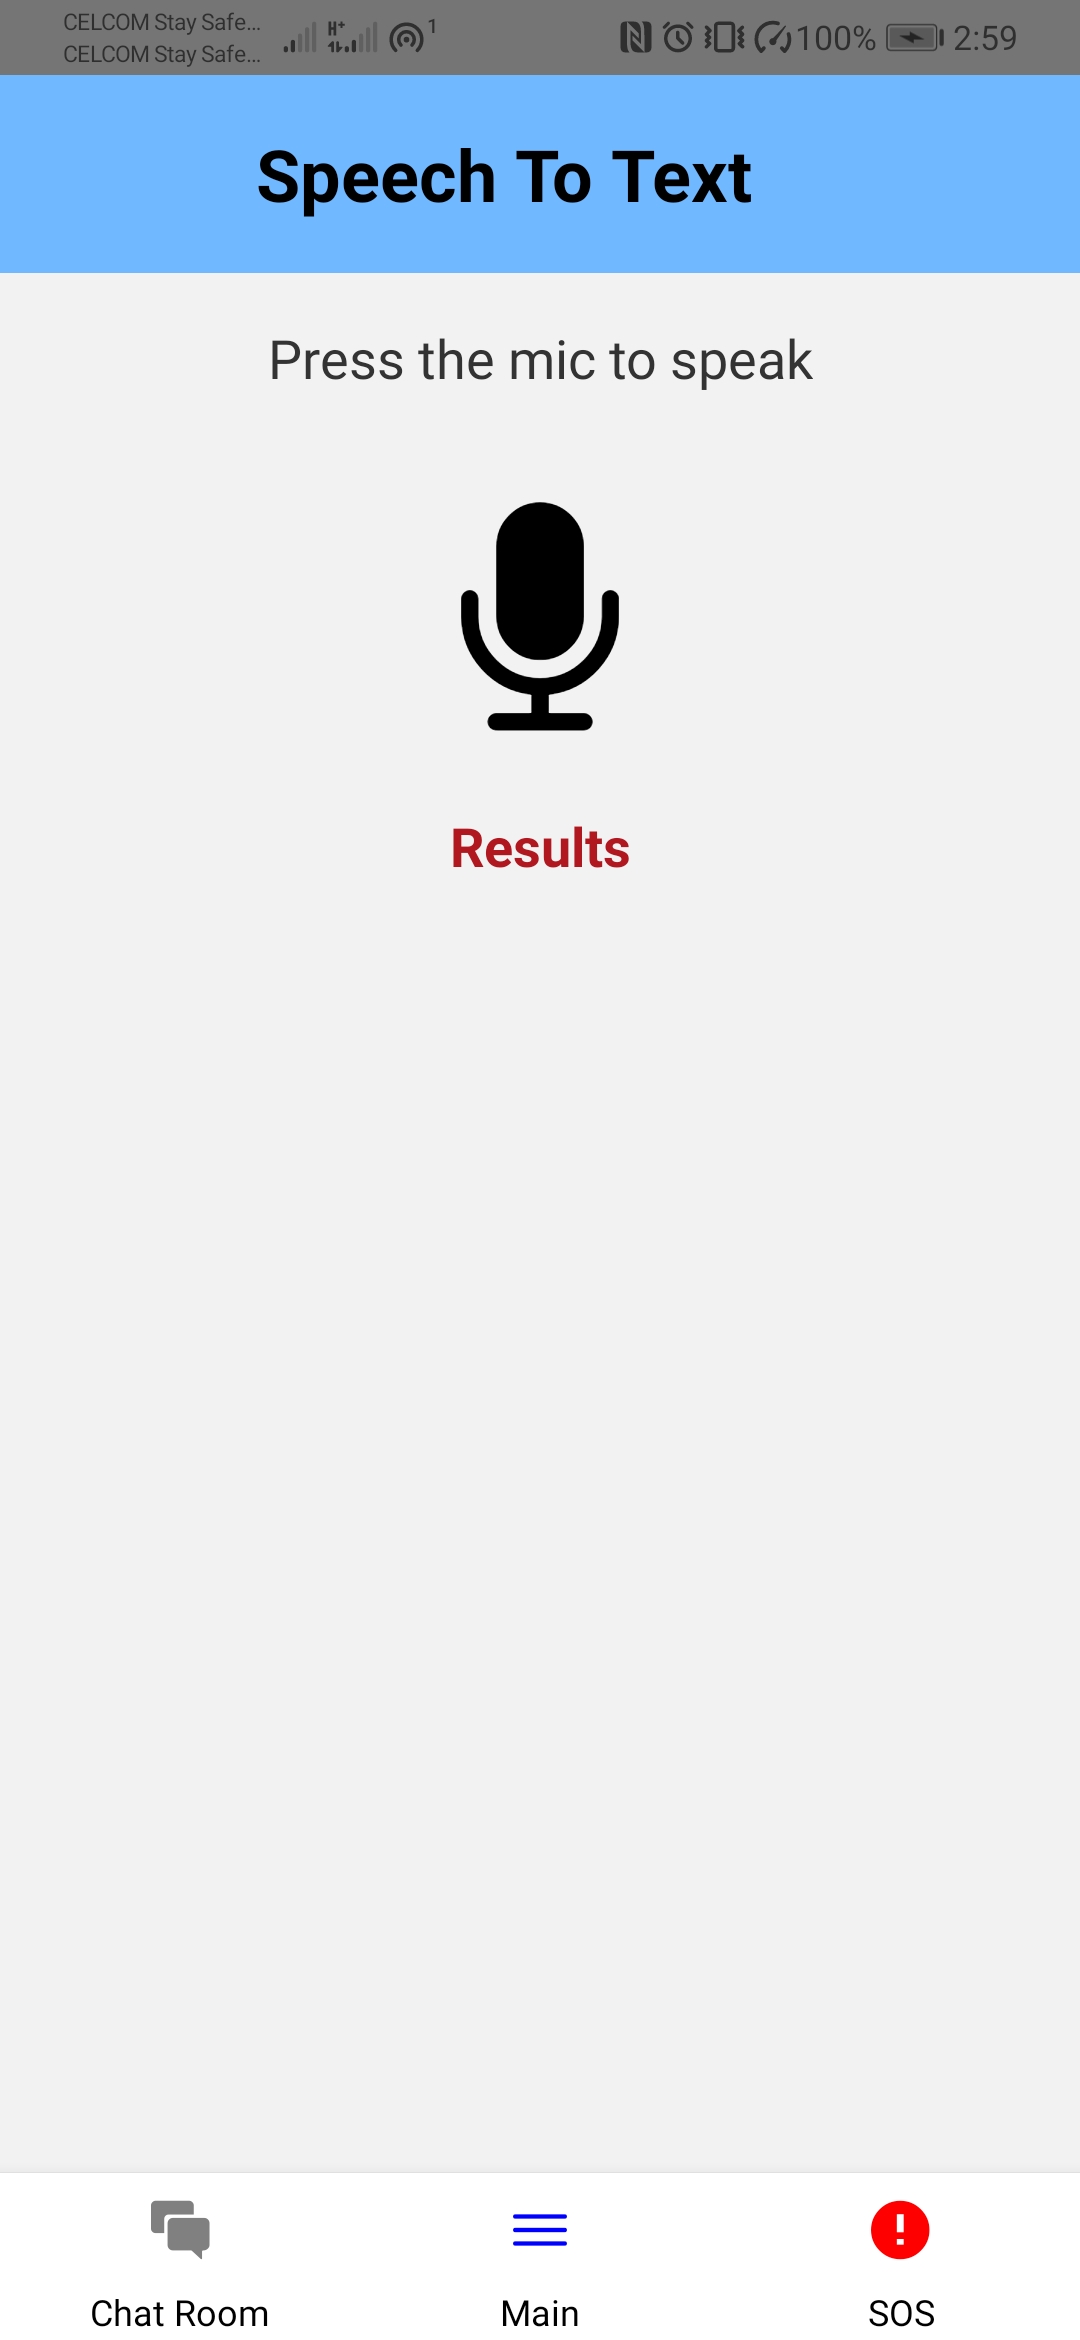 CELCOM Stay Safe...
CELCOM Stay Safe...
H+
1
100%
2:59
Speech To Text
Press the mic to speak
Results
Chat Room
Main
SOS